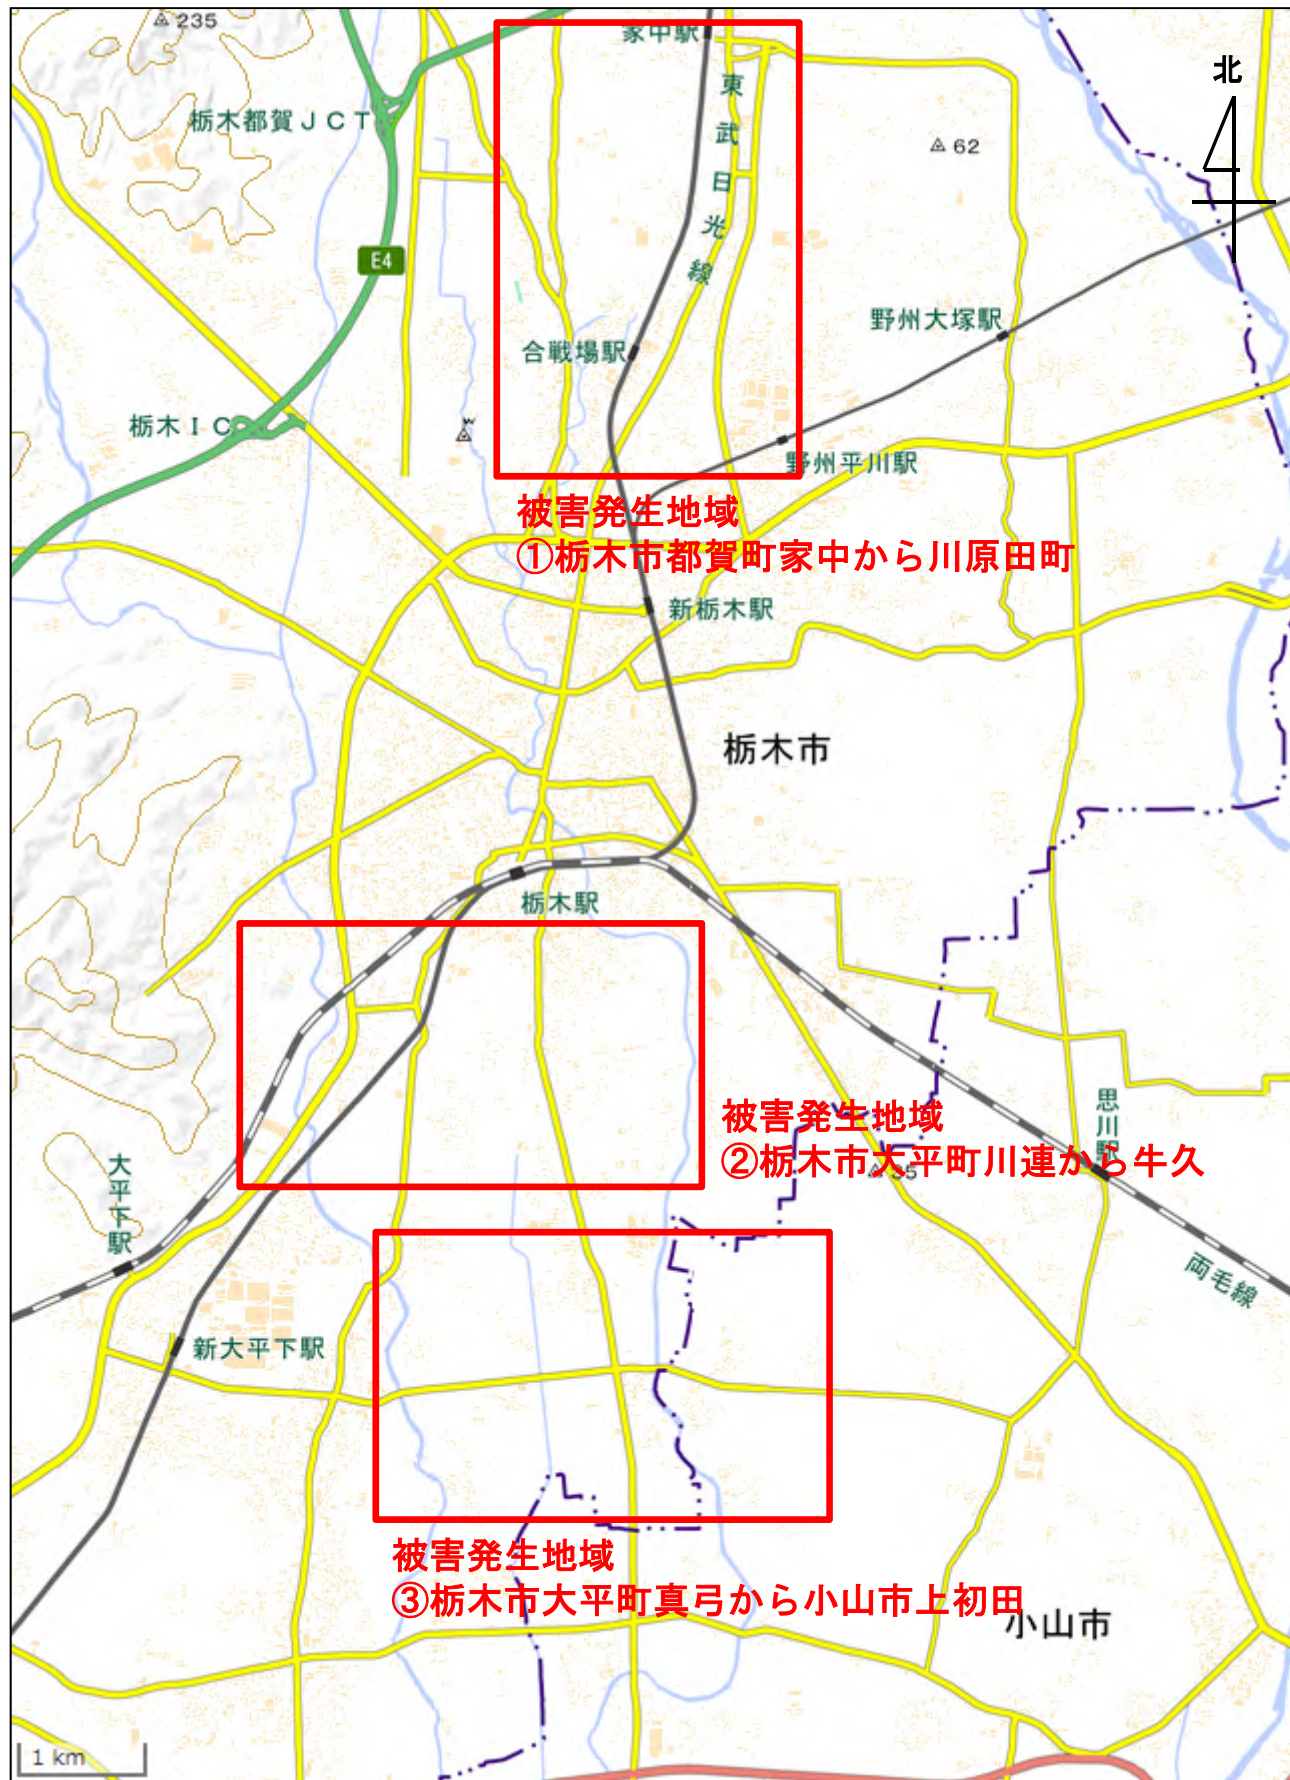 235
家中駅
北
東武日光線
栃木都賀ＪＣＴ
62
E4
野州大塚駅
合戦場駅
栃木ＩＣ
野州平川駅
被害発生地域
①栃木市都賀町家中から川原田町
新栃木駅
栃木市
栃木駅
思川駅
被害発生地域
②栃木市大平町川連から牛久
大平下駅
両毛線
新大平下駅
被害発生地域
③栃木市大平町真弓から小山市上初田
小山市
1 km